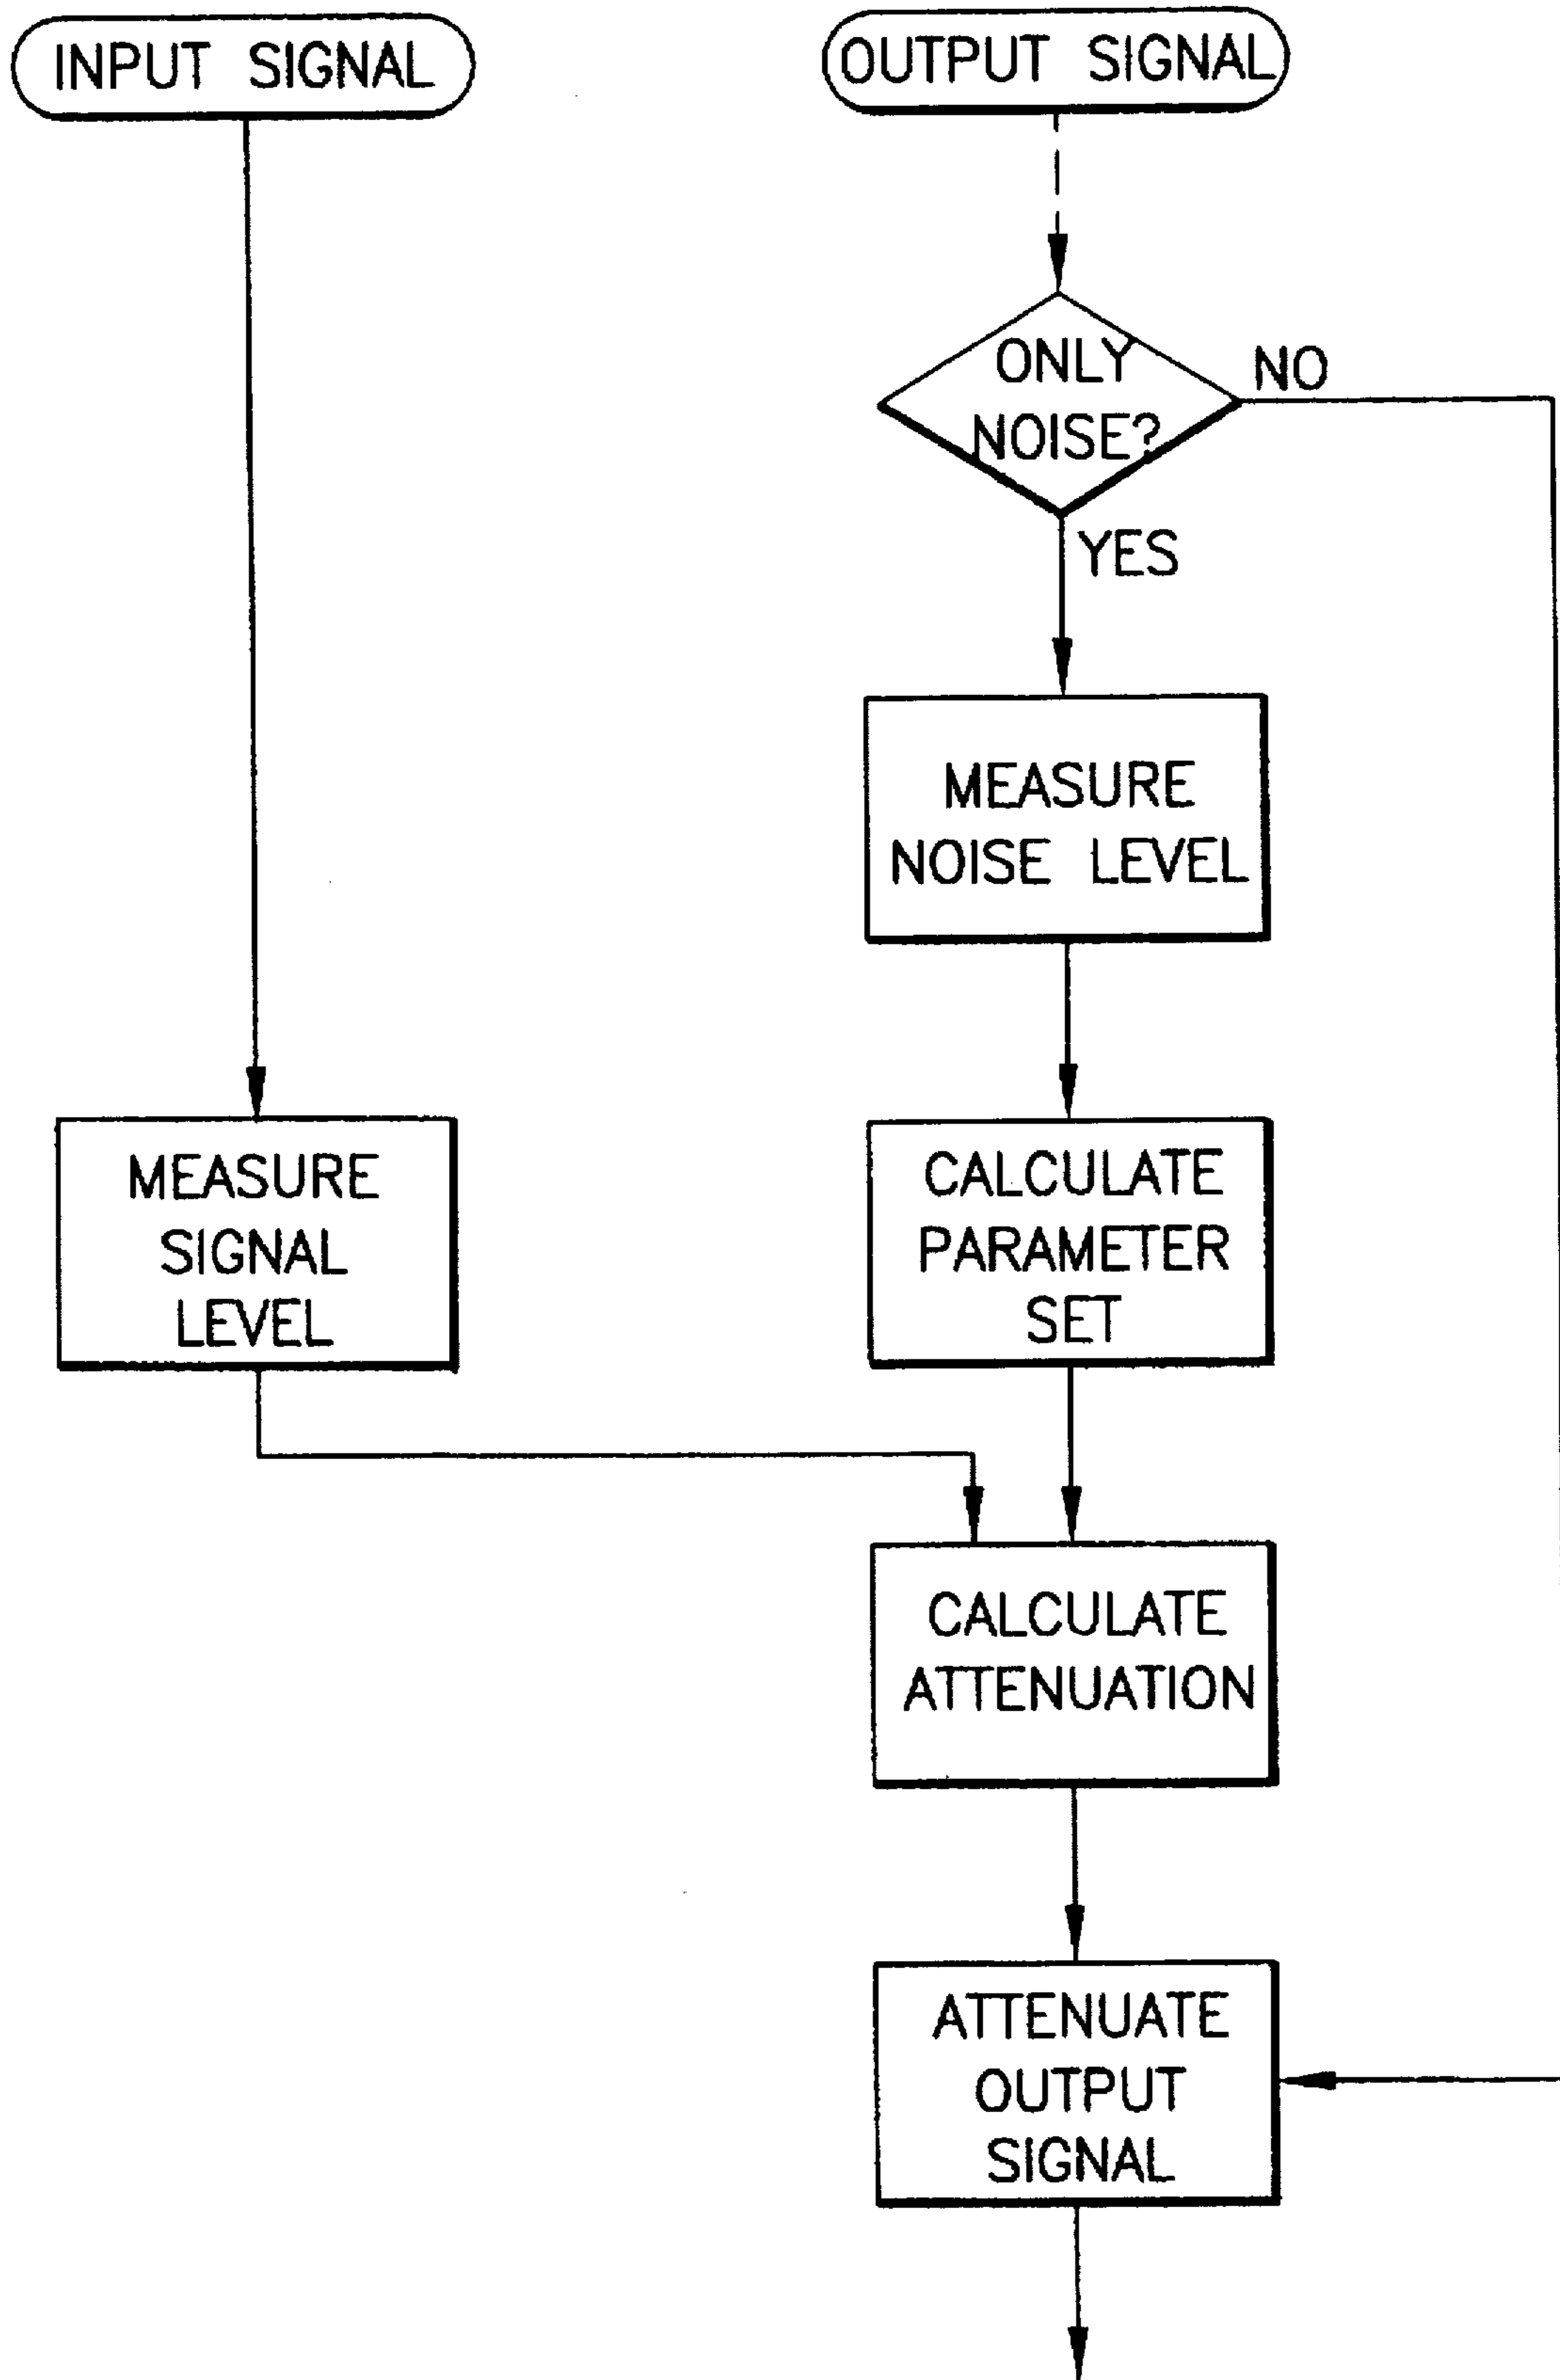 INPUT SIGNAL
OUTPUT SIGNAL
ONLY
NOISE?
NO
YES
MEASURE
NOISE LEVEL
MEASURE
SIGNAL
LEVEL
CALCULATE
PARAMETER
SET
CALCULATE
ATTENUATION
ATTENUATE
OUTPUT
SIGNAL